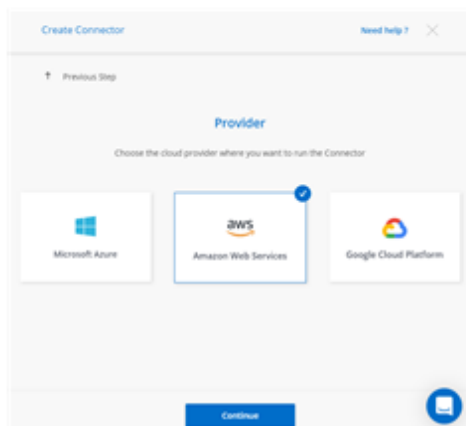 Create Connector
Need help ?
↑ Previous Step
Provider
Choose the cloud provider where you want to run the Connector
Microsoft Azure
aws
Amazon Web Services
Google Cloud Platform
Continue